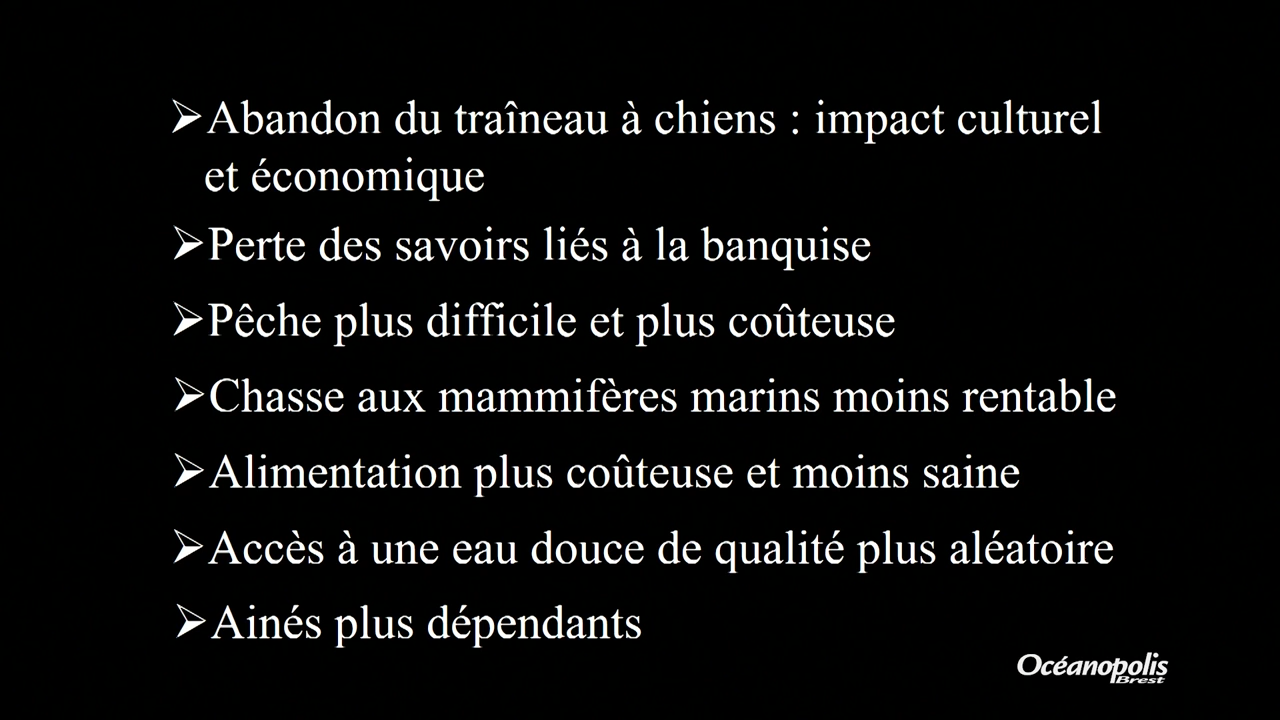 ➢Abandon du traîneau à chiens : impact culturel
et économique
➢Perte des savoirs liés à la banquise
➢Pêche plus difficile et plus coûteuse
➢Chasse aux mammifères marins moins rentable
➢Alimentation plus coûteuse et moins saine
➢Accès à une eau douce de qualité plus aléatoire
➢Ainés plus dépendants
Océanopolis
Brest